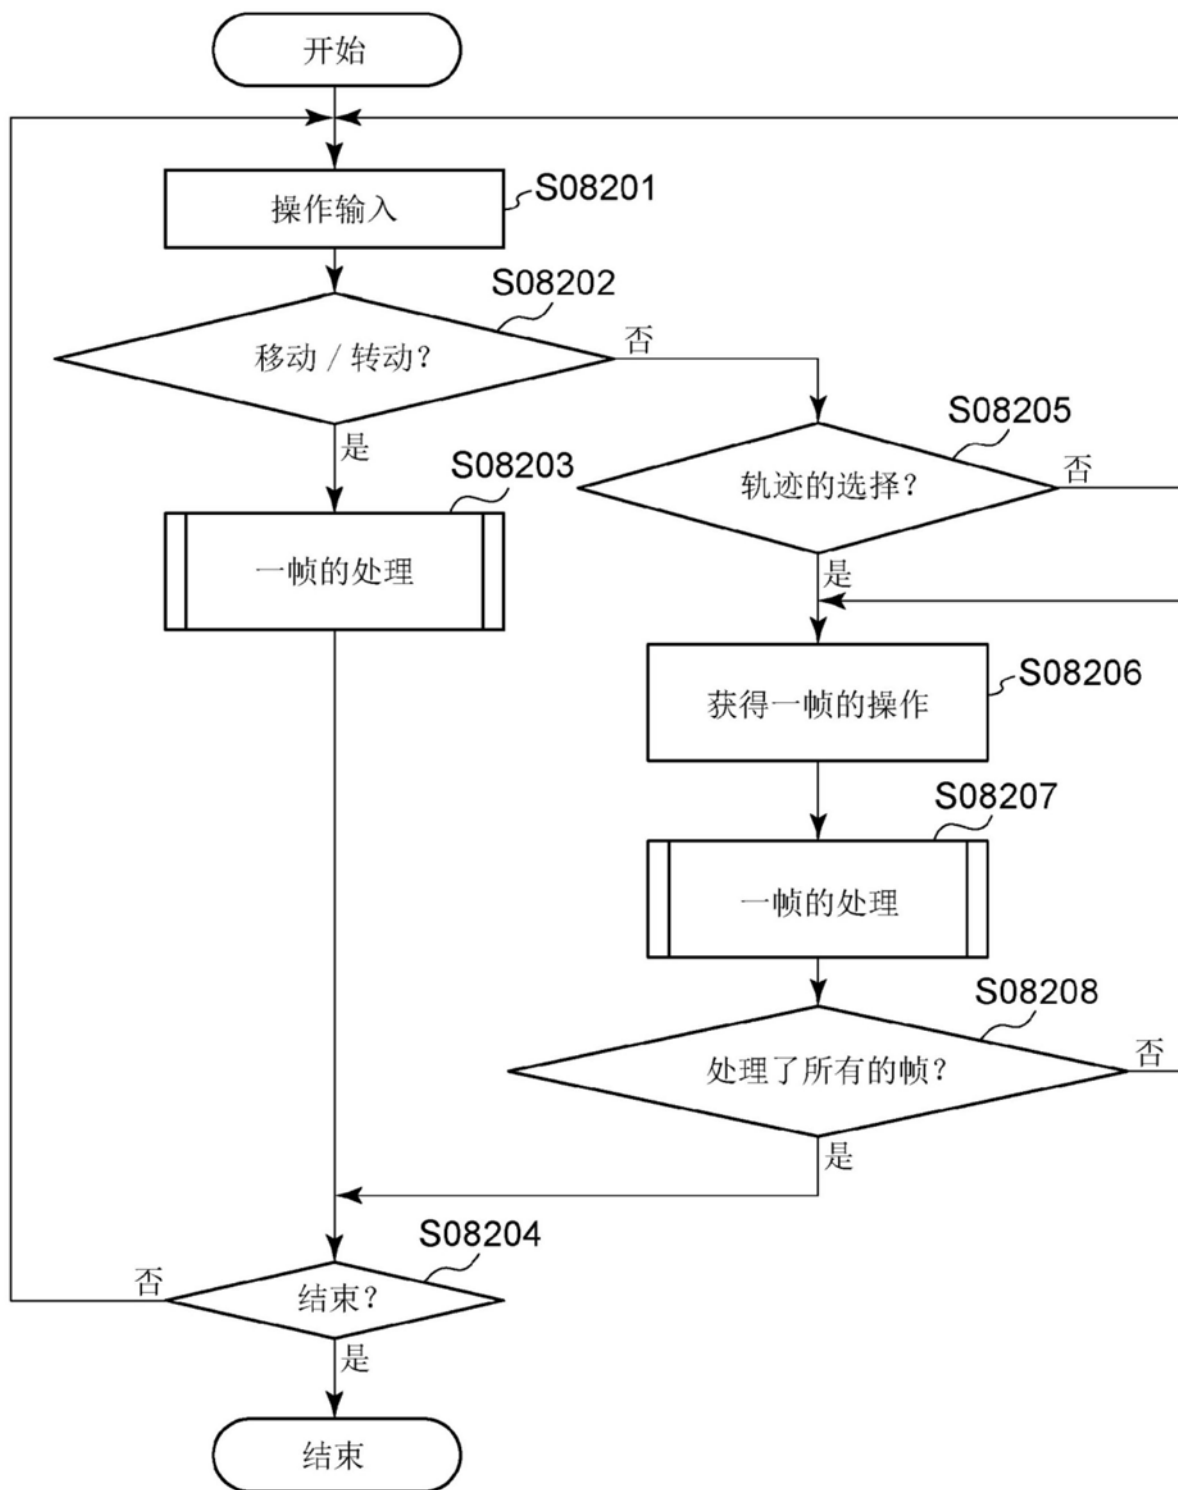 开始
操作输入
S08201
S08202
移动 / 转动?
否
是
S08205
轨迹的选择?
否
S08203
一帧的处理
是
获得一帧的操作
S08206
S08207
一帧的处理
S08208
处理了所有的帧?
否
是
S08204
结束?
否
是
结束